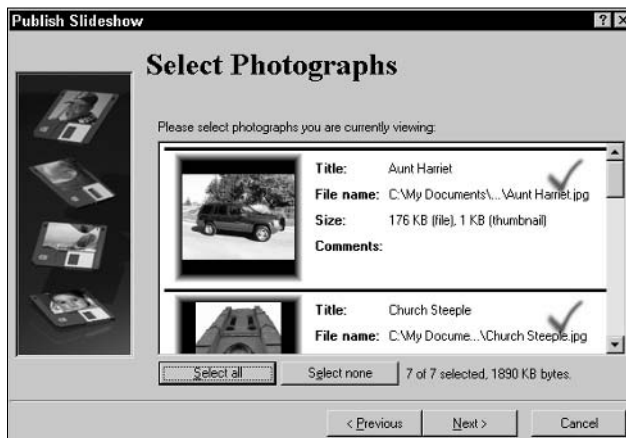 Publish Slideshow
Select Photographs
Please select photographs you are currently viewing:
Title: Aunt Harriet
File name: C:\My Documents\...\Aunt Harriet.jpg
Size: 176 KB (file), 1 KB (thumbnail)
Comments:
Title: Church Steeple
File name: C:\My Docume...\Church Steeple.jpg
Select all Select none 7 of 7 selected, 1890 KB bytes.
< Previous Next > Cancel